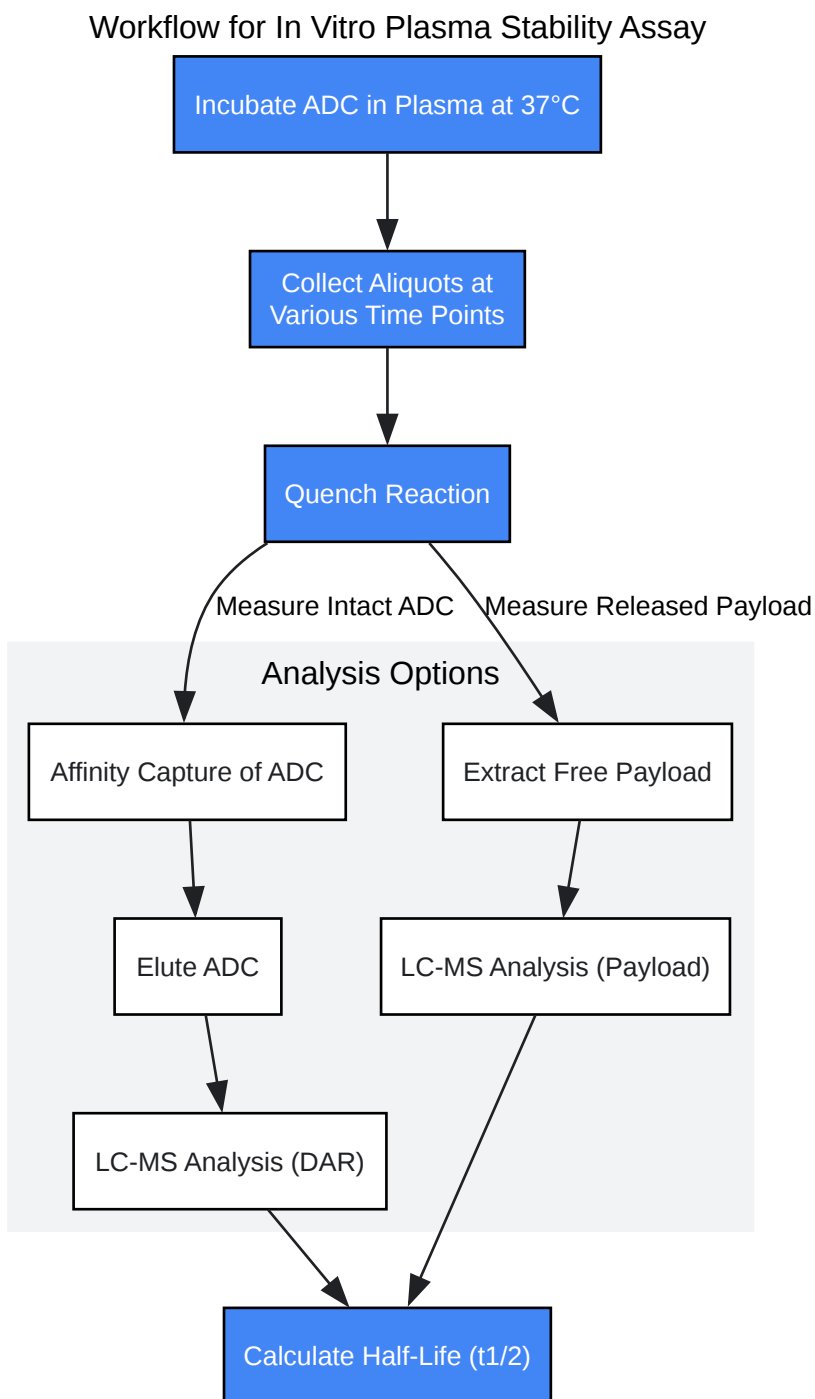 Workflow for In Vitro Plasma Stability Assay
Incubate ADC in Plasma at 37°C
Collect Aliquots at
Various Time Points
Quench Reaction
Measure Intact ADC
Measure Released Payload
Analysis Options
Affinity Capture of ADC
Extract Free Payload
Elute ADC
LC-MS Analysis (Payload)
LC-MS Analysis (DAR)
Calculate Half-Life (t1/2)